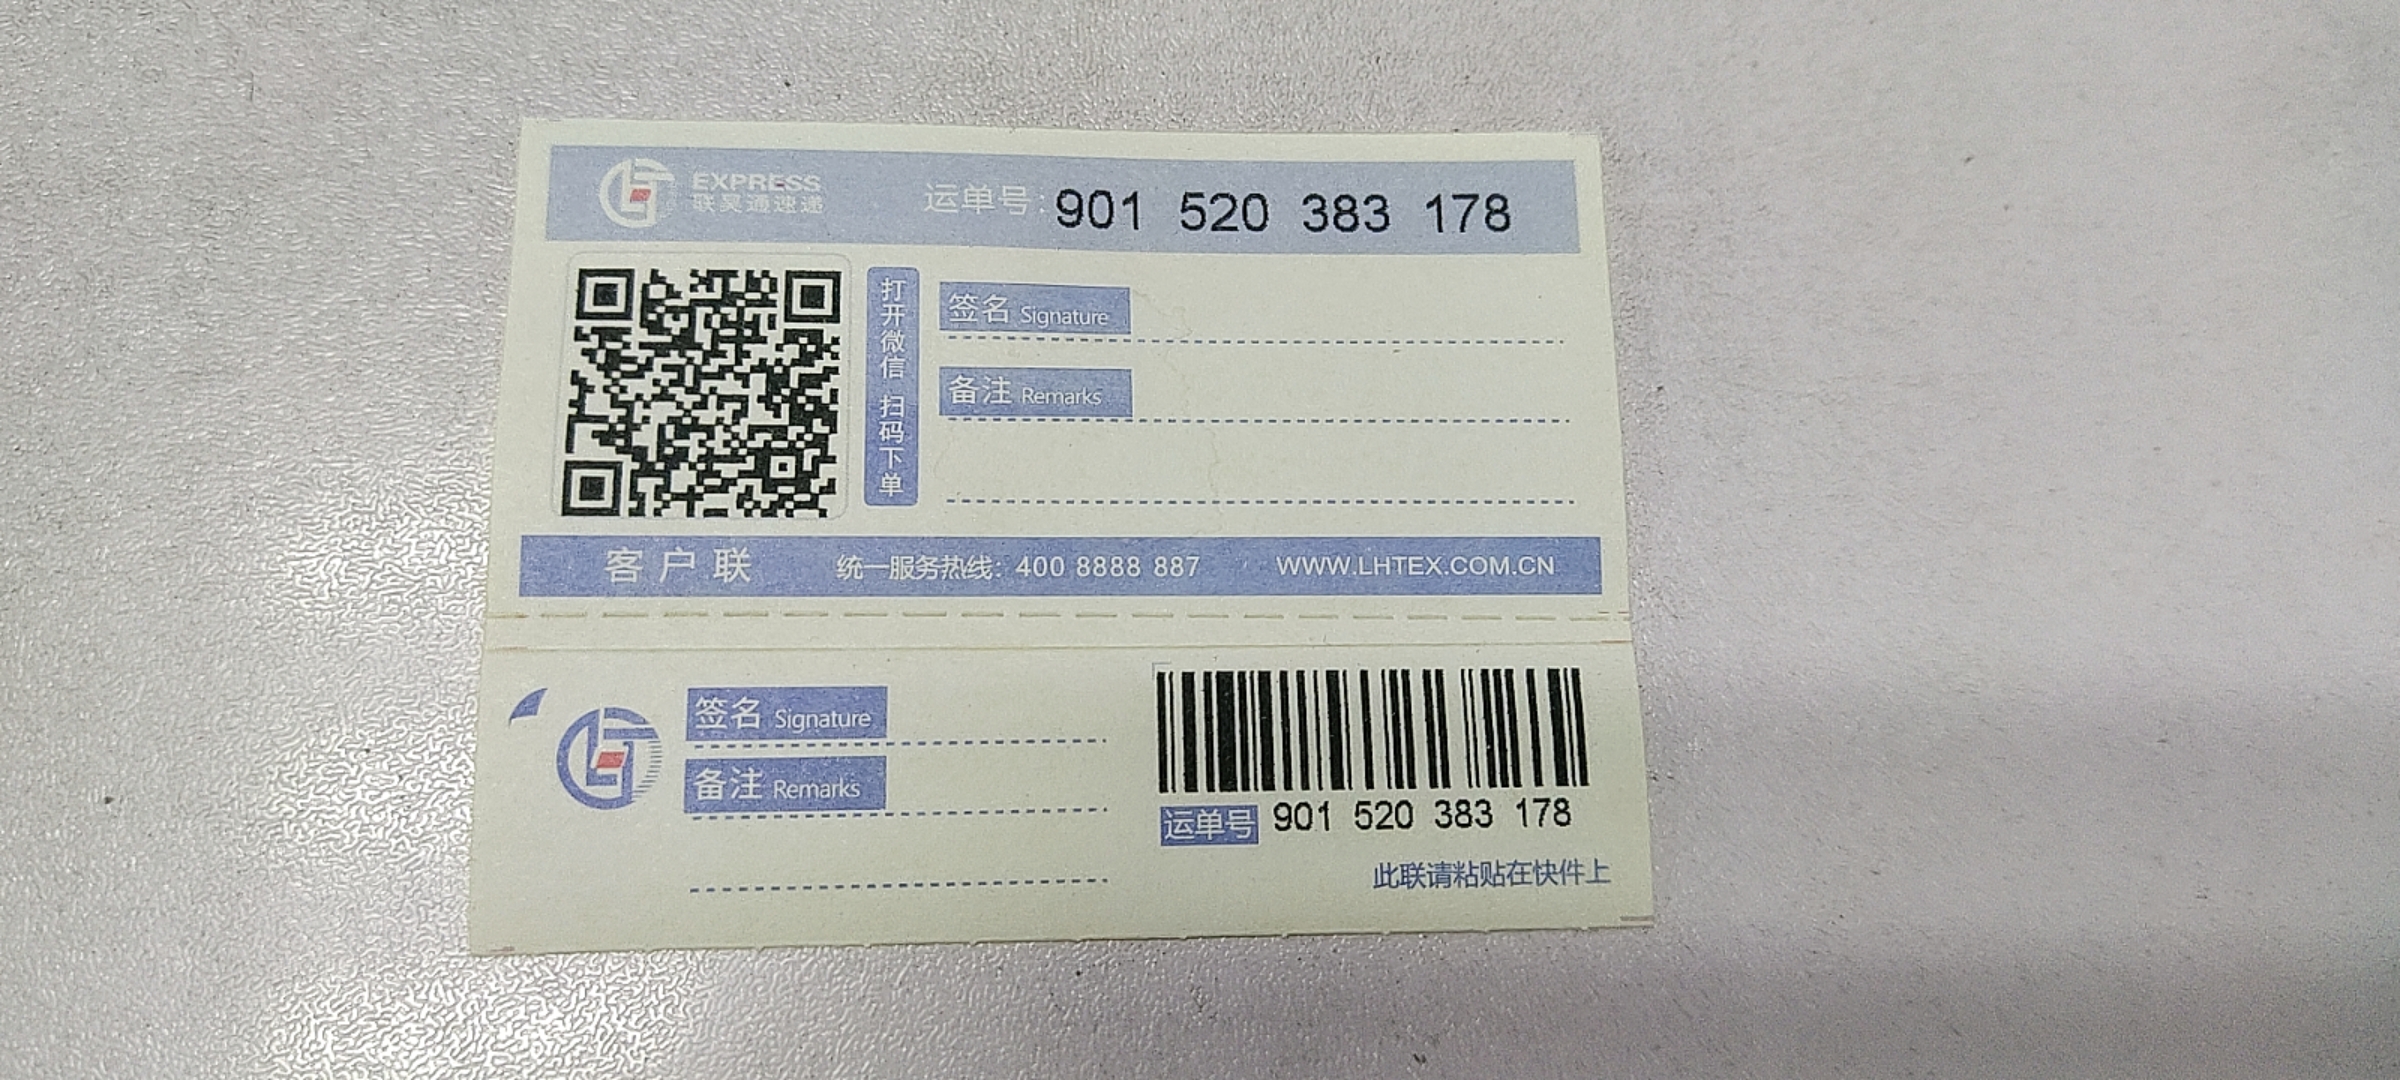 EXPRESS
联昊通速递
运单号: 901 520 383 178
打开微信 扫码下单
签名 Signature
备注 Remarks
客户联 统一服务热线: 400 8888 887 WWW.LHTEX.COM.CN
签名 Signature
备注 Remarks
运单号 901 520 383 178
此联请粘贴在快件上